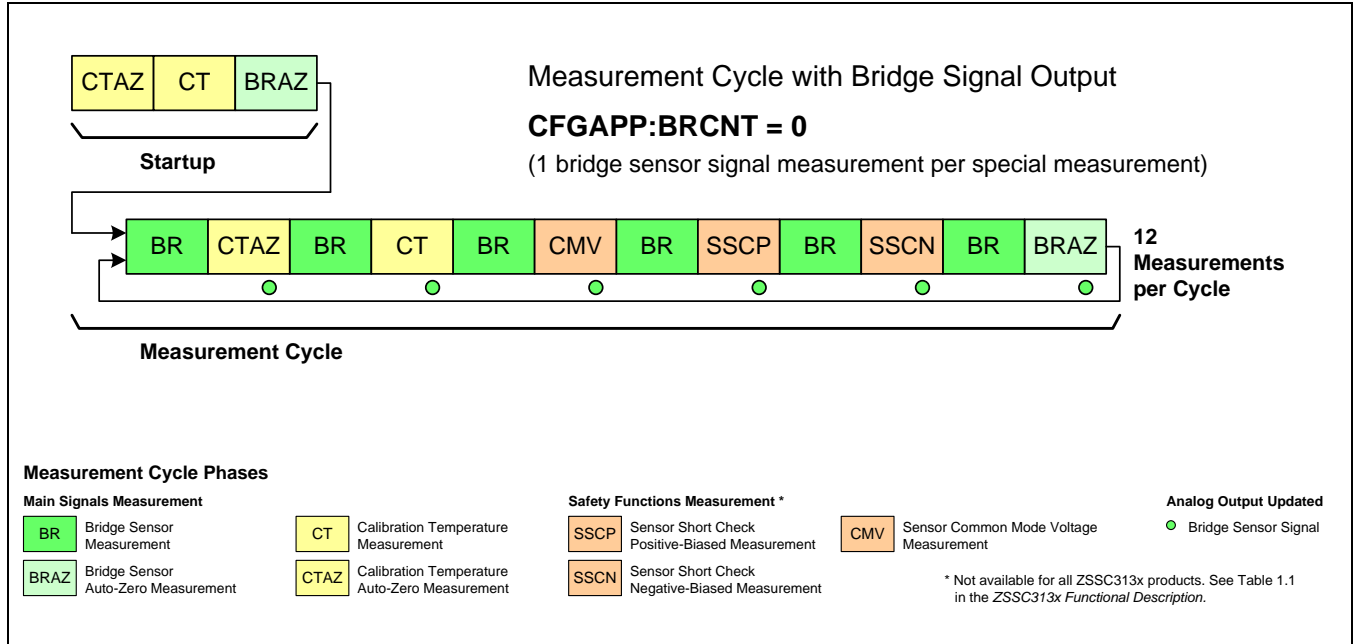 CTAZ CT BRAZ
Startup
Measurement Cycle with Bridge Signal Output
CFGAPP:BRCNT = 0
(1 bridge sensor signal measurement per special measurement)
BR CTAZ BR CT BR CMV BR SSCP BR SSCN BR BRAZ
12
Measurements
per Cycle
Measurement Cycle
Measurement Cycle Phases
Main Signals Measurement
BR
Bridge Sensor
Measurement
BRAZ
Bridge Sensor
Auto-Zero Measurement
CT
Calibration Temperature
Measurement
CTAZ
Calibration Temperature
Auto-Zero Measurement
Safety Functions Measurement *
SSCP
Sensor Short Check
Positive-Biased Measurement
SSCN
Sensor Short Check
Negative-Biased Measurement
CMV
Sensor Common Mode Voltage
Measurement
Analog Output Updated
Bridge Sensor Signal
* Not available for all ZSSC313x products. See Table 1.1
in the ZSSC313x Functional Description.